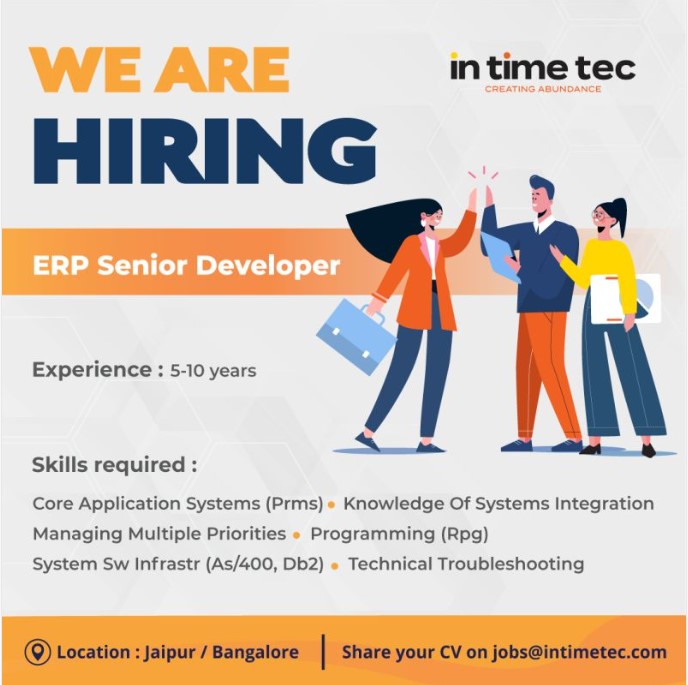 WE ARE
HIRING
in time tec
CREATING ABUNDANCE
ERP Senior Developer
Experience : 5-10 years
Skills required :
Core Application Systems (Prms) • Knowledge Of Systems Integration
Managing Multiple Priorities • Programming (Rpg)
System Sw Infrastr (As/400, Db2) • Technical Troubleshooting
Location : Jaipur / Bangalore | Share your CV on jobs@intimetec.com